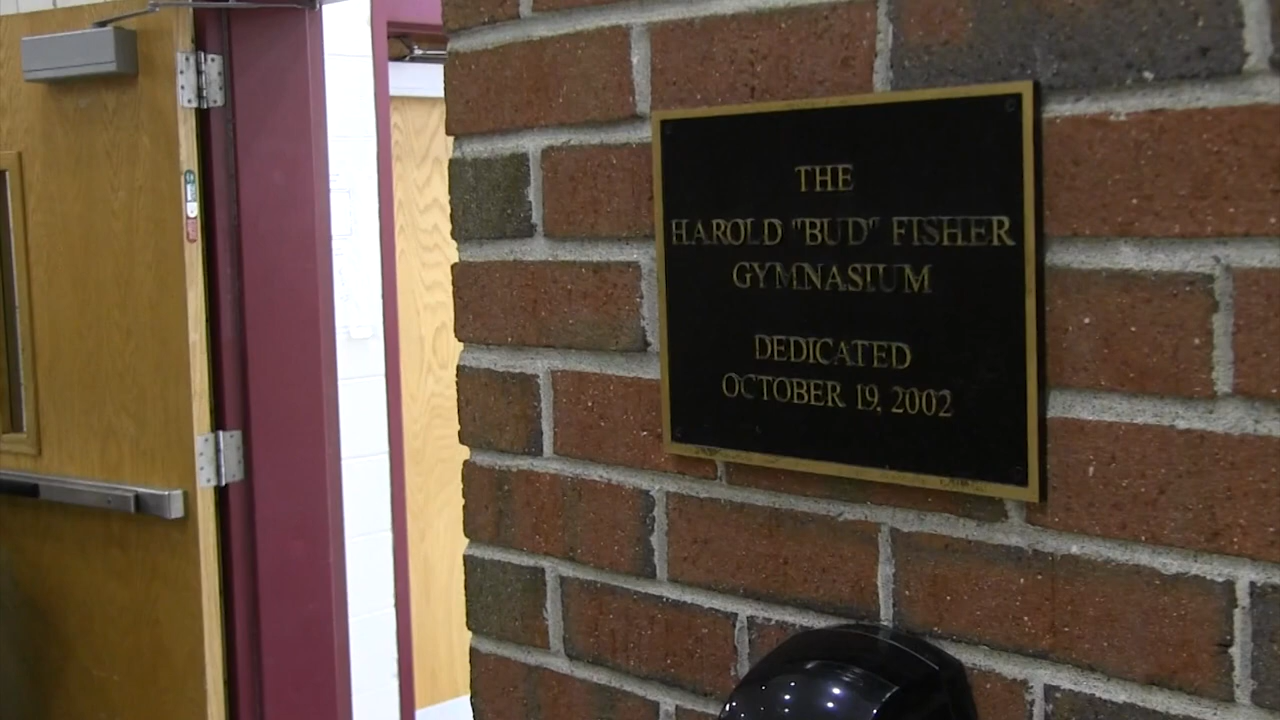 THE
HAROLD "BUD" FISHER
GYMNASIUM
DEDICATED
OCTOBER 19, 2002